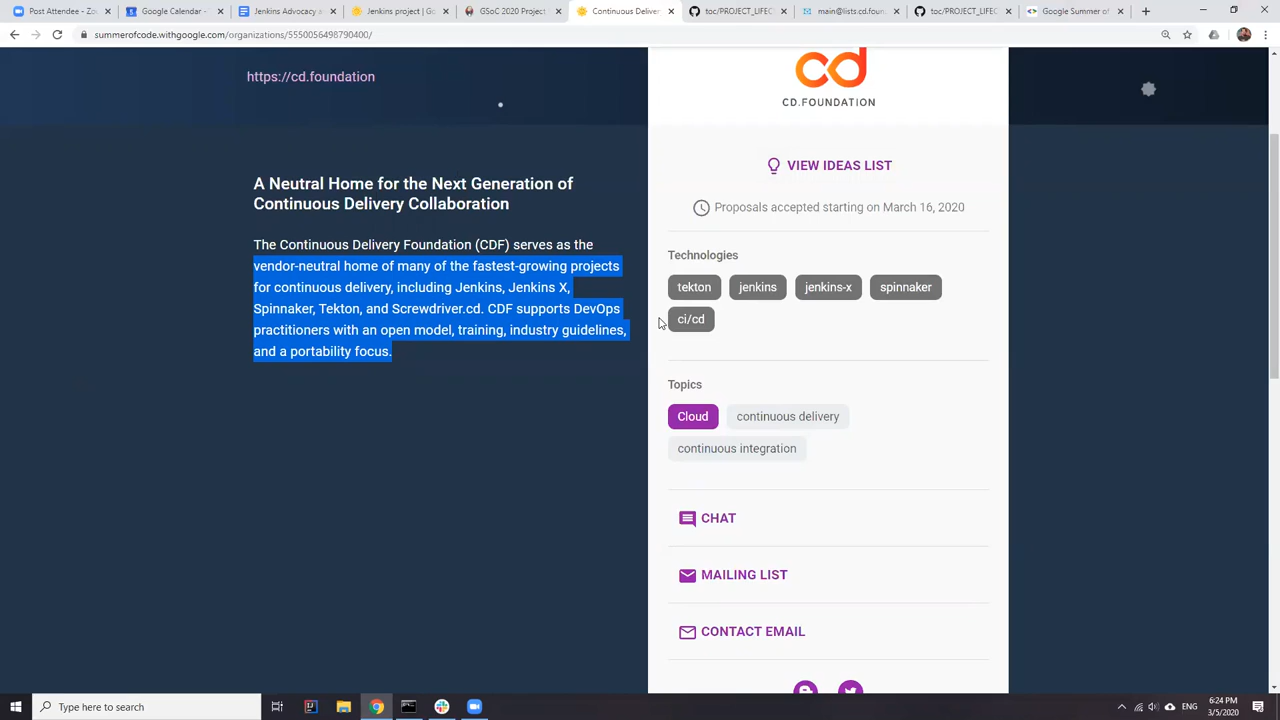 Post Attendee - Zou
Google Calendar -
Jenkins Advocacy a
Jenkins project | Go
GSoC 2020 Project
Continuous Deliver
toc/PROJECT_LIFEC
main@lists.cd.foun
toc/PROJECT_LIFEC
Google Summer of
summerofcode.withgoogle.com/organizations/5550056498790400/
https://cd.foundation
CD.FOUNDATION
VIEW IDEAS LIST
A Neutral Home for the Next Generation of
Continuous Delivery Collaboration
Proposals accepted starting on March 16, 2020
The Continuous Delivery Foundation (CDF) serves as the
vendor-neutral home of many of the fastest-growing projects
for continuous delivery, including Jenkins, Jenkins X,
Spinnaker, Tekton, and Screwdriver.cd. CDF supports DevOps
practitioners with an open model, training, industry guidelines,
and a portability focus.
Technologies
tekton jenkins jenkins-x spinnaker
ci/cd
Topics
Cloud continuous delivery
continuous integration
CHAT
MAILING LIST
CONTACT EMAIL
Type here to search
ENG
6:24 PM
3/5/2020